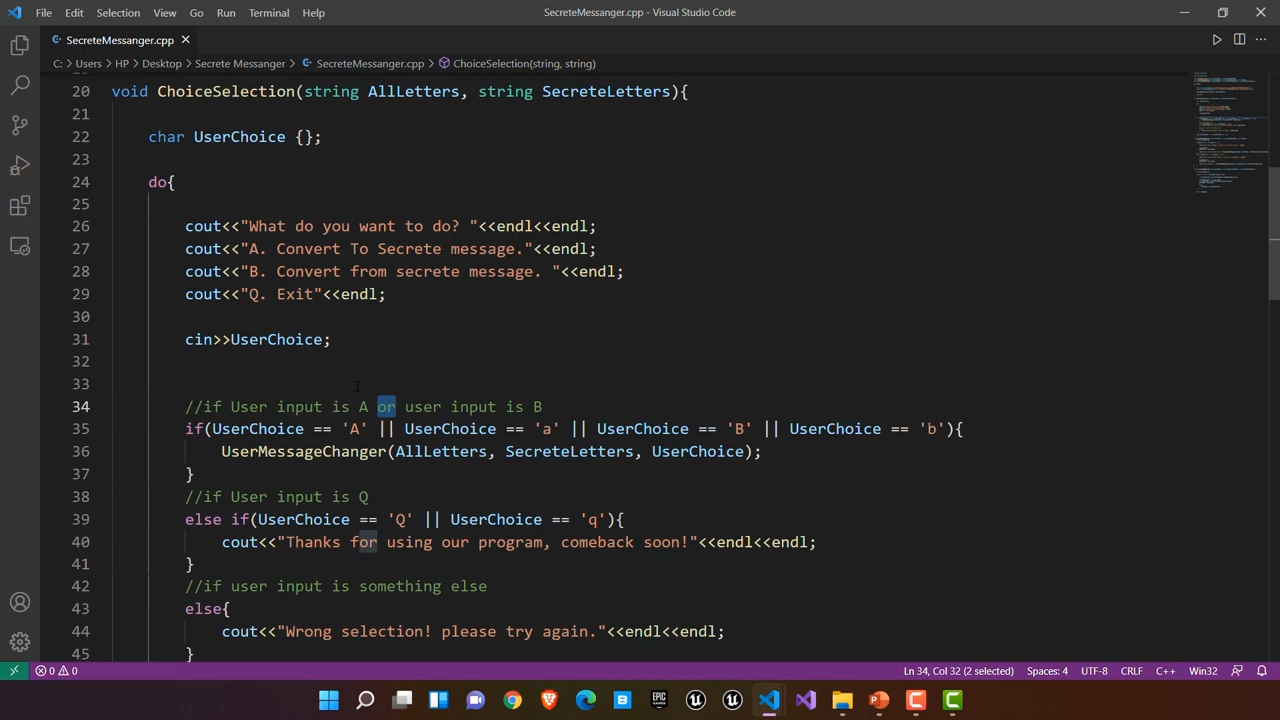 File Edit Selection View Go Run Terminal Help SecreteMessanger.cpp - Visual Studio Code
SecreteMessanger.cpp
C: > Users > HP > Desktop > Secrete Messanger > SecreteMessanger.cpp > ChoiceSelection(string, string)
20 void ChoiceSelection(string AllLetters, string SecreteLetters){
21
22 char UserChoice {};
23
24 do{
25
26 cout<<"What do you want to do? "<<endl<<endl;
27 cout<<"A. Convert To Secrete message."<<endl;
28 cout<<"B. Convert from secrete message. "<<endl;
29 cout<<"Q. Exit"<<endl;
30
31 cin>>UserChoice;
32
33
34 //if User input is A or user input is B
35 if(UserChoice == 'A' || UserChoice == 'a' || UserChoice == 'B' || UserChoice == 'b'){
36 UserMessageChanger(AllLetters, SecreteLetters, UserChoice);
37 }
38 //if User input is Q
39 else if(UserChoice == 'Q' || UserChoice == 'q'){
40 cout<<"Thanks for using our program, comeback soon!"<<endl<<endl;
41 }
42 //if user input is something else
43 else{
44 cout<<"Wrong selection! please try again."<<endl<<endl;
45 }
0 0 Ln 34, Col 32 (2 selected) Spaces: 4 UTF-8 CRLF C++ Win32